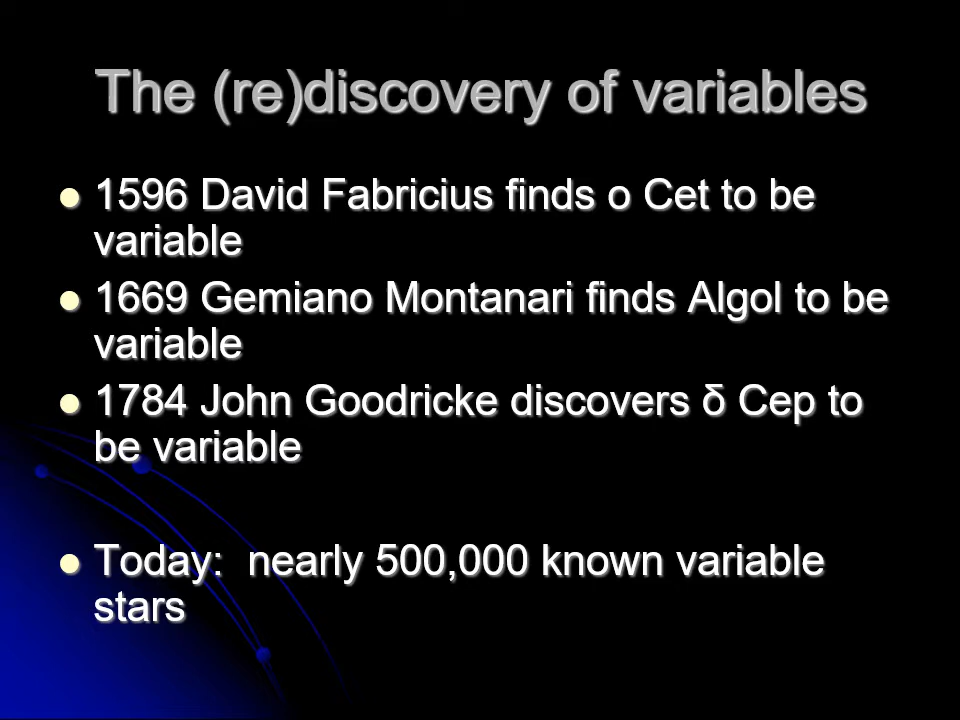 The (re)discovery of variables
1596 David Fabricius finds o Cet to be
variable
1669 Gemiano Montanari finds Algol to be
variable
1784 John Goodricke discovers δ Cep to
be variable
Today:  nearly 500,000 known variable
stars